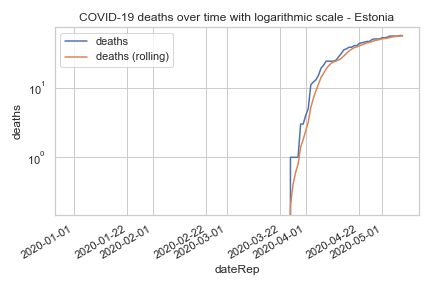 COVID-19 deaths over time with logarithmic scale - Estonia
deaths
deaths (rolling)
10¹
10⁰
deaths
2020-01-01
2020-01-22
2020-02-01
2020-02-22
2020-03-01
2020-03-22
2020-04-01
2020-04-22
2020-05-01
dateRep